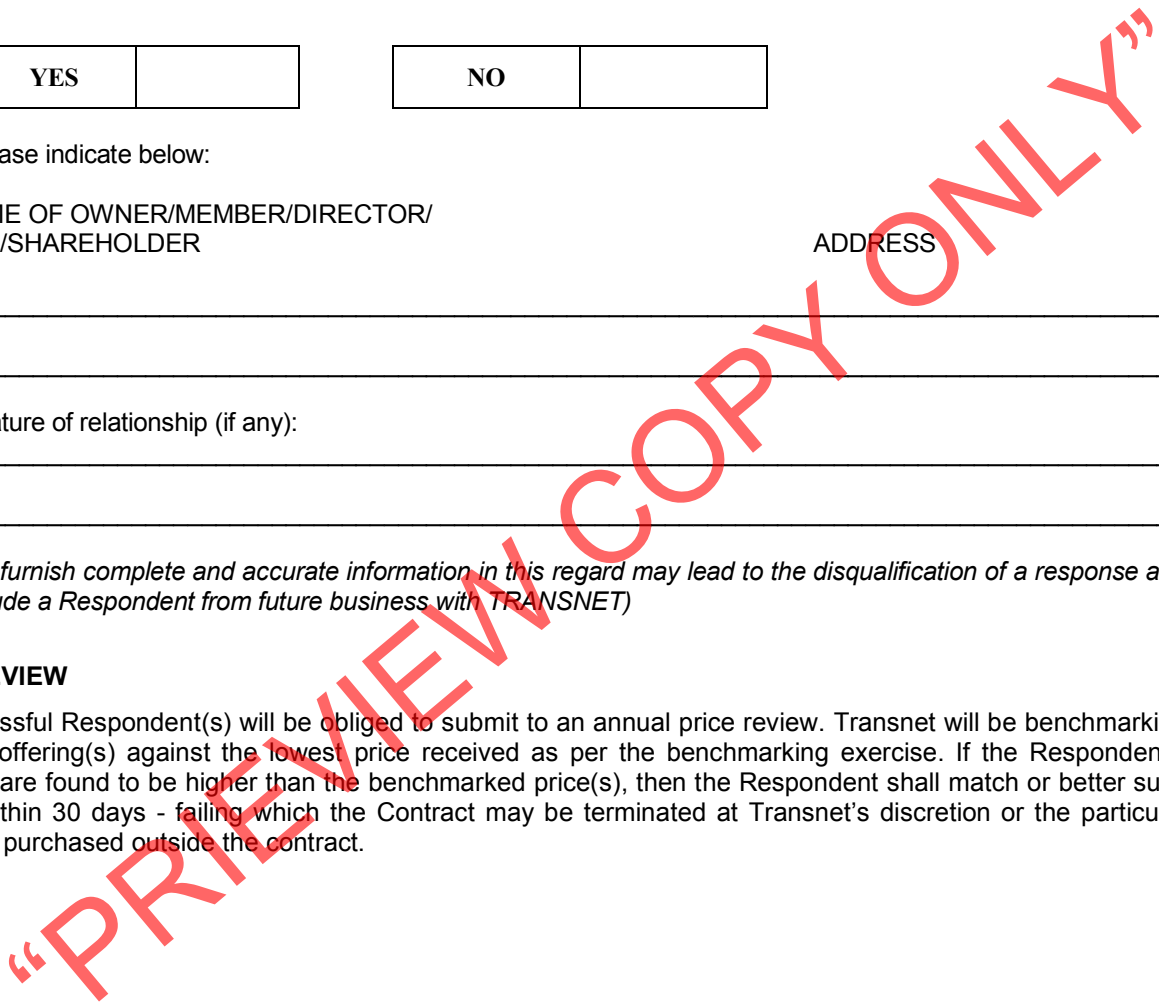 YES NO
ase indicate below:
ME OF OWNER/MEMBER/DIRECTOR/
/SHAREHOLDER ADDRESS
ture of relationship (if any):
furnish complete and accurate information in this regard may lead to the disqualification of a response a
ude a Respondent from future business with TRANSNET)
VIEW
ssful Respondent(s) will be obliged to submit to an annual price review. Transnet will be benchmarki
offering(s) against the lowest price received as per the benchmarking exercise. If the Responden
are found to be higher than the benchmarked price(s), then the Respondent shall match or better su
thin 30 days - failing which the Contract may be terminated at Transnet's discretion or the particu
purchased outside the contract.
“PRIEVIEW COPY ONLY”